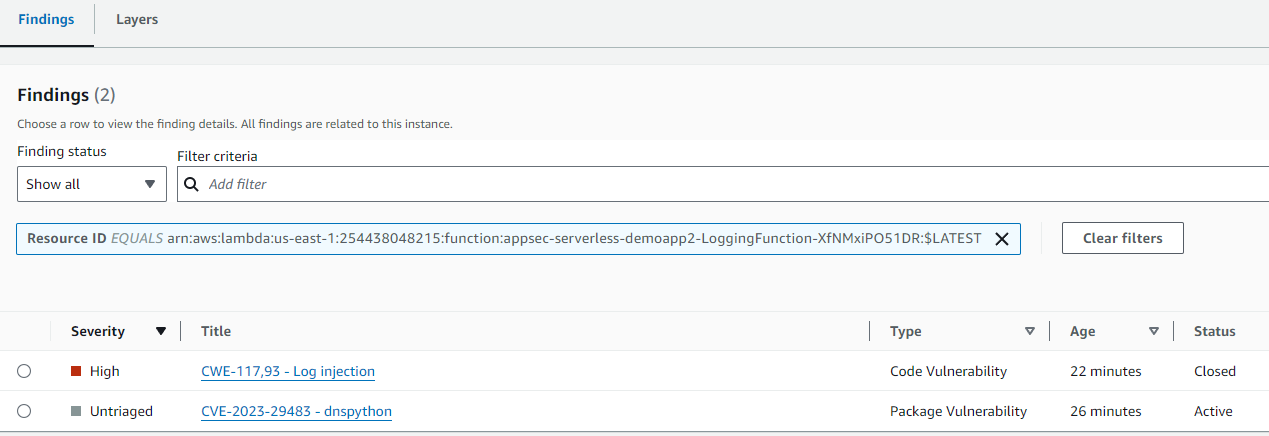 Findings Layers
Findings (2)
Choose a row to view the finding details. All findings are related to this instance.
Finding status
Filter criteria
Show all
Add filter
Resource ID EQUALS arn:aws:lambda:us-east-1:254438048215:function:appsec-serverless-demoapp2-LoggingFunction-XfNMxiPO51DR:$LATEST
Clear filters
Severity Title Type Age Status
High CWE-117,93 - Log injection Code Vulnerability 22 minutes Closed
Untriaged CVE-2023-29483 - dnspython Package Vulnerability 26 minutes Active